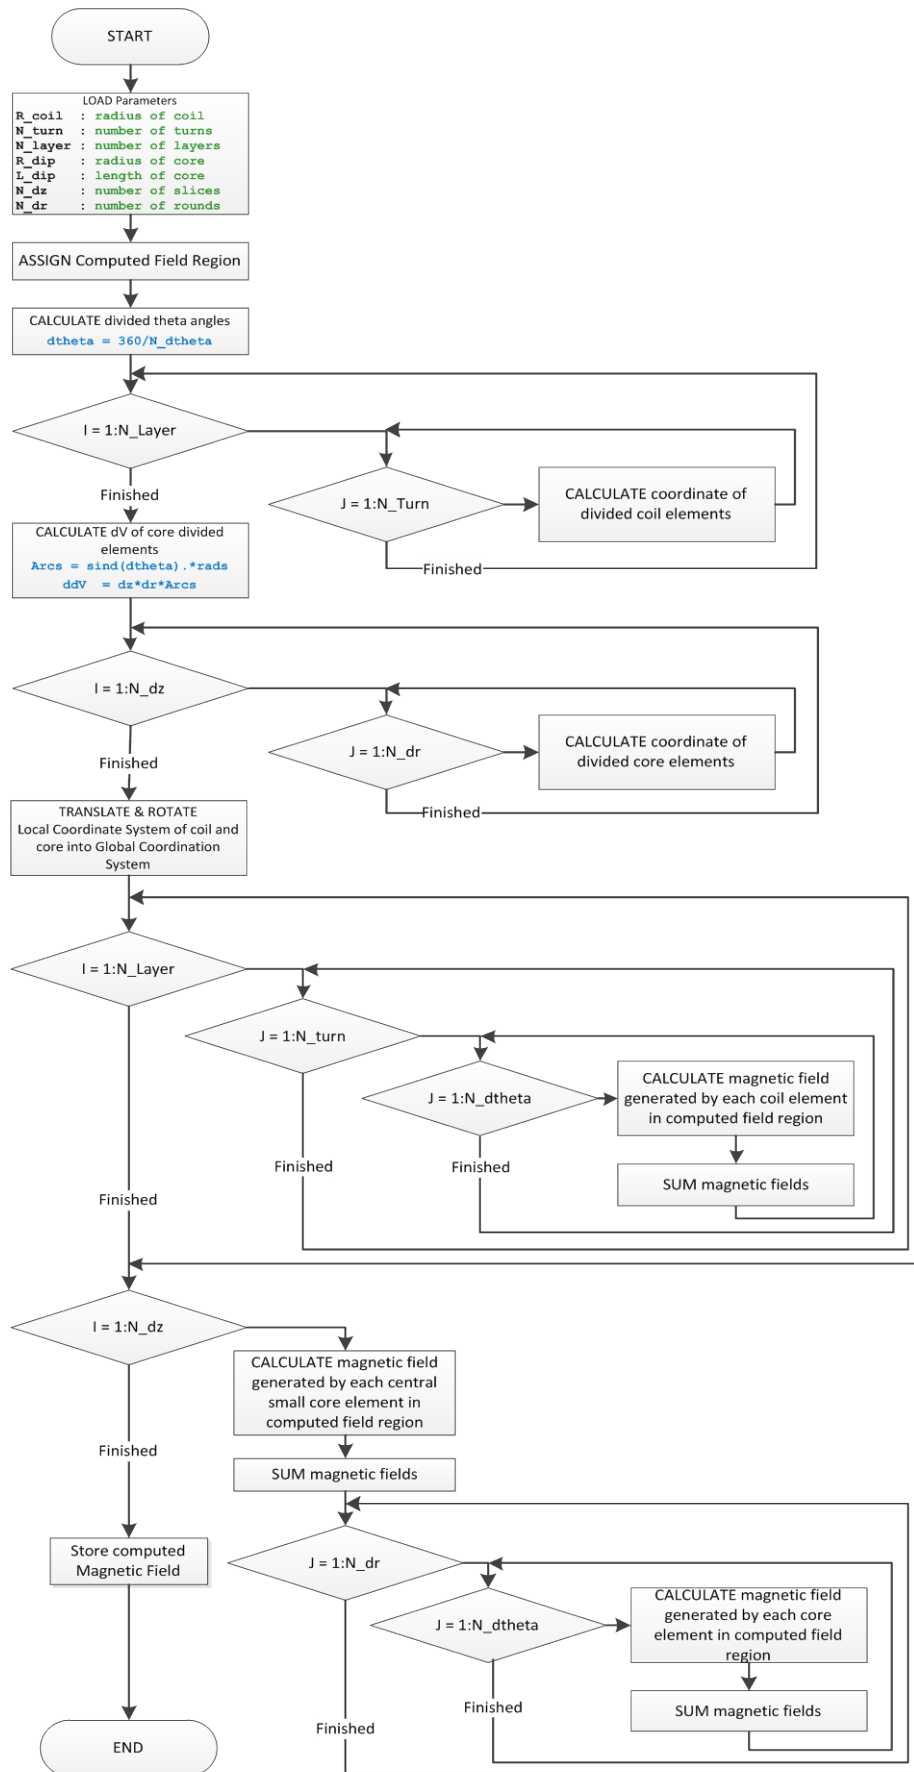 START
LOAD Parameters
R_coil : radius of coil
N_turn : number of turns
N_layer : number of layers
R_dip : radius of core
L_dip : length of core
N_dz : number of slices
N_dr : number of rounds
ASSIGN Computed Field Region
CALCULATE divided theta angles
dtheta = 360/N_dtheta
I = 1:N_Layer
Finished
J = 1:N_Turn
CALCULATE coordinate of
divided coil elements
Finished
CALCULATE dV of core divided
elements
Arcs = sind(dtheta).*rads
ddV = dz*dr*Arcs
I = 1:N_dz
Finished
J = 1:N_dr
CALCULATE coordinate of
divided core elements
Finished
TRANSLATE & ROTATE
Local Coordinate System of coil and
core into Global Coordination
System
I = 1:N_Layer
Finished
J = 1:N_turn
Finished
J = 1:N_dtheta
Finished
CALCULATE magnetic field
generated by each coil element
in computed field region
SUM magnetic fields
I = 1:N_dz
Finished
CALCULATE magnetic field
generated by each central
small core element in
computed field region
SUM magnetic fields
J = 1:N_dr
Finished
J = 1:N_dtheta
Finished
CALCULATE magnetic field
generated by each core
element in computed field
region
SUM magnetic fields
Store computed
Magnetic Field
END